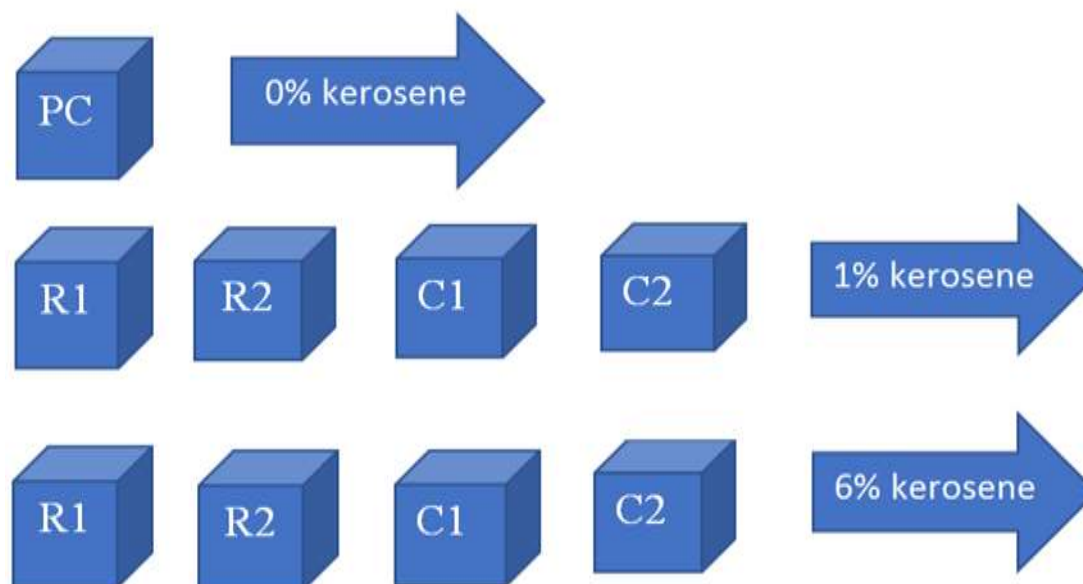 PC
0% kerosene
R1 R2 C1 C2 1% kerosene
R1 R2 C1 C2 6% kerosene